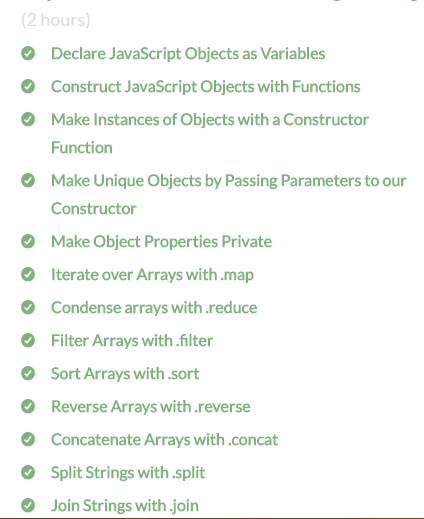 (2 hours)
Declare JavaScript Objects as Variables
Construct JavaScript Objects with Functions
Make Instances of Objects with a Constructor
Function
Make Unique Objects by Passing Parameters to our
Constructor
Make Object Properties Private
Iterate over Arrays with .map
Condense arrays with .reduce
Filter Arrays with .filter
Sort Arrays with .sort
Reverse Arrays with .reverse
Concatenate Arrays with .concat
Split Strings with .split
Join Strings with .join